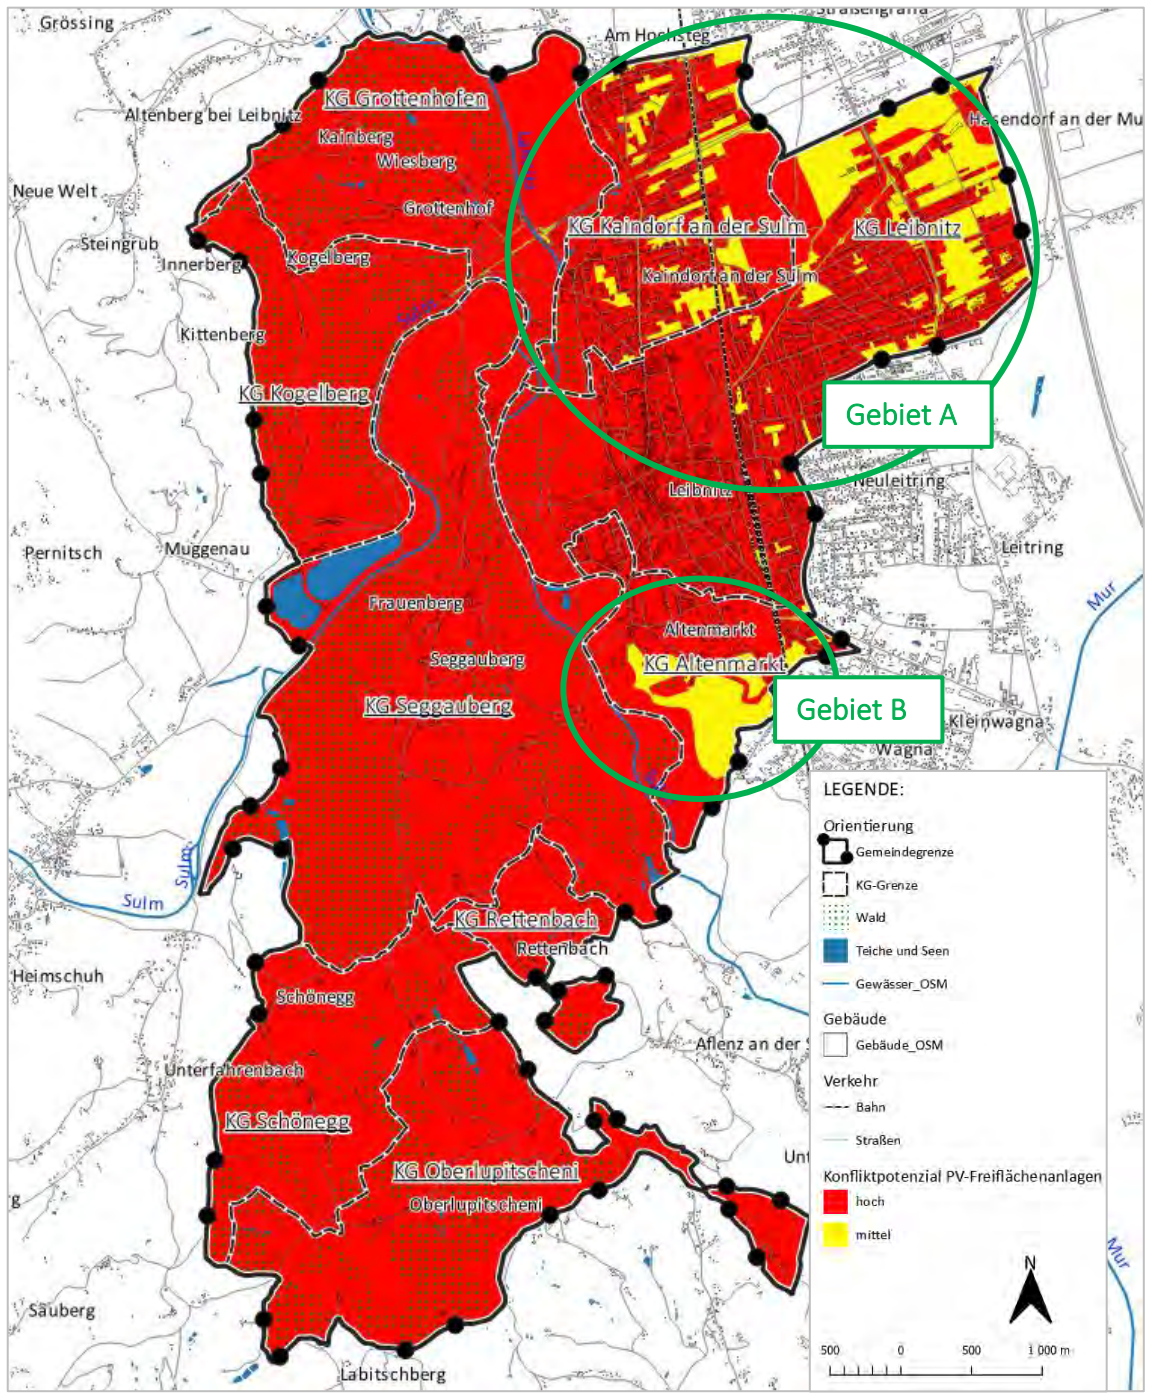 Grössing
Am Hochsteg
KG Grottenhofen
Altenberg bei Leibnitz
Hasendorf an der Mu
Kainberg
Wiesberg
Neue Welt
Grottenhof
KG Kaindorf an der Sulm
KG Leibnitz
Steingrub
Kogelberg
Innerberg
Kaindorf an der Sulm
Sulm
Kittenberg
KG Kogelberg
Gebiet A
Leibnitz
Neuleitring
Pernitsch
Muggenau
Leitring
Mur
Frauenberg
Altenmarkt
Seggauberg
KG Altenmarkt
KG Seggauberg
Gebiet B
Kleinwagna
Wagna
LEGENDE:
Orientierung
Gemeindegrenze
KG-Grenze
Wald
Teiche und Seen
Gewässer_OSM
Gebäude
Gebäude_OSM
Verkehr
Bahn
Straßen
Konfliktpotenzial PV-Freiflächenanlagen
hoch
mittel
N
500 0 500 1 000 m
Sulm
Sulm
KG Rettenbach
Rettenbach
Heimschuh
Schönegg
Aflenz an der S
Unterfahrenbach
KG Schönegg
Unt
KG Oberlupitscheni
Oberlupitscheni
g
Mur
Säuberg
Labitschberg